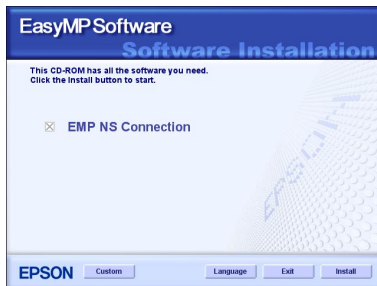 EasyMP Software
Software Installation
This CD-ROM has all the software you need.
Click the Install button to start.
EMP NS Connection
EPSON
EPSON
Custom
Language
Exit
Install